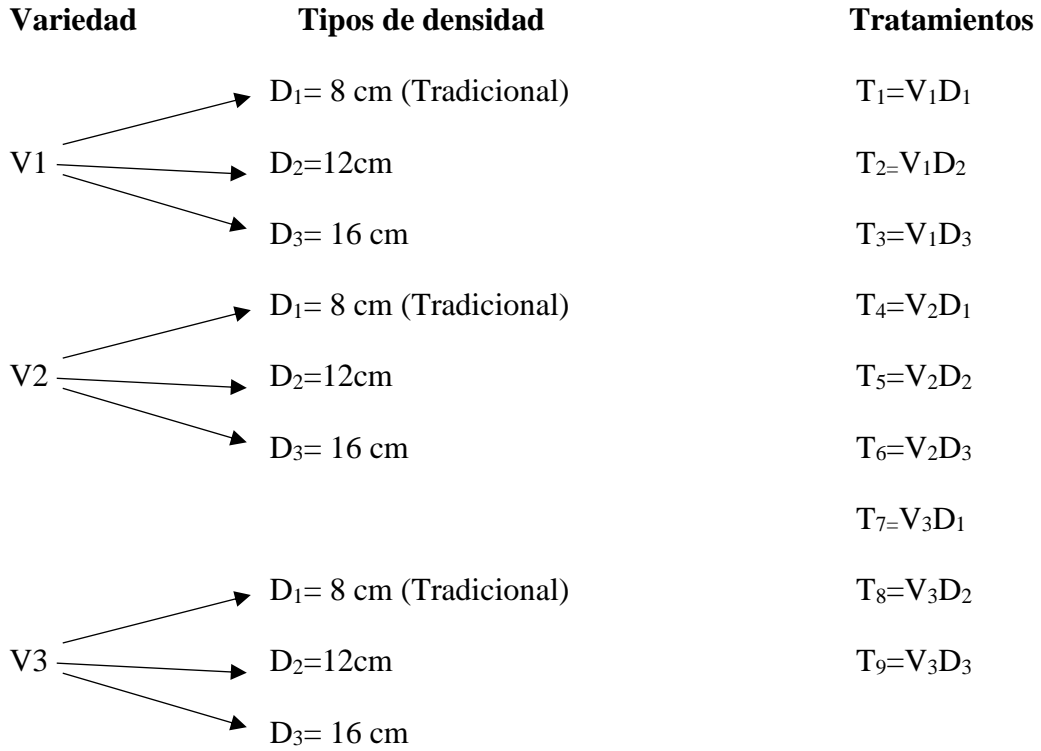 Variedad Tipos de densidad Tratamientos
D₁= 8 cm (Tradicional) T₁=V₁D₁
V1 D₂=12cm T₂₌V₁D₂
D₃= 16 cm T₃=V₁D₃
D₁= 8 cm (Tradicional) T₄=V₂D₁
V2 D₂=12cm T₅=V₂D₂
D₃= 16 cm T₆=V₂D₃
T₇₌V₃D₁
D₁= 8 cm (Tradicional) T₈=V₃D₂
V3 D₂=12cm T₉=V₃D₃
D₃= 16 cm